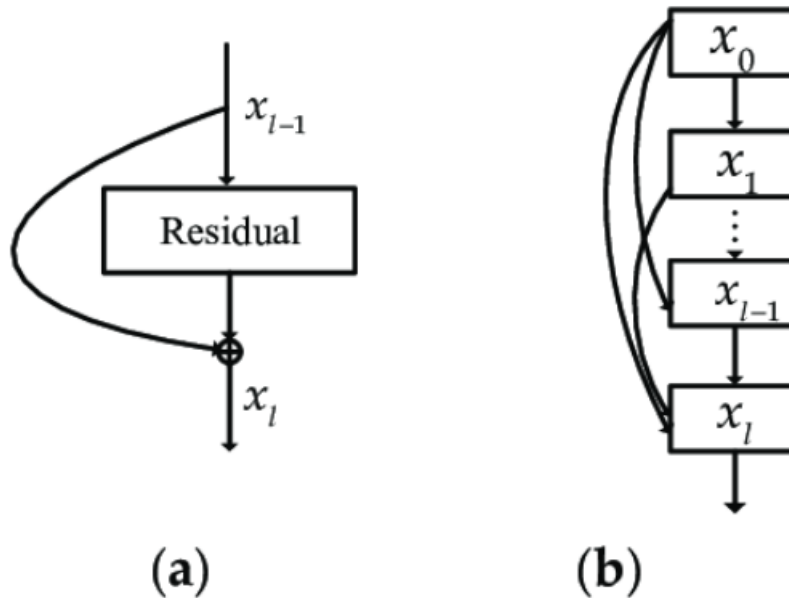 x_{l-1}
Residual
x_l
(a)
x_0
x_1
x_{l-1}
x_l
(b)